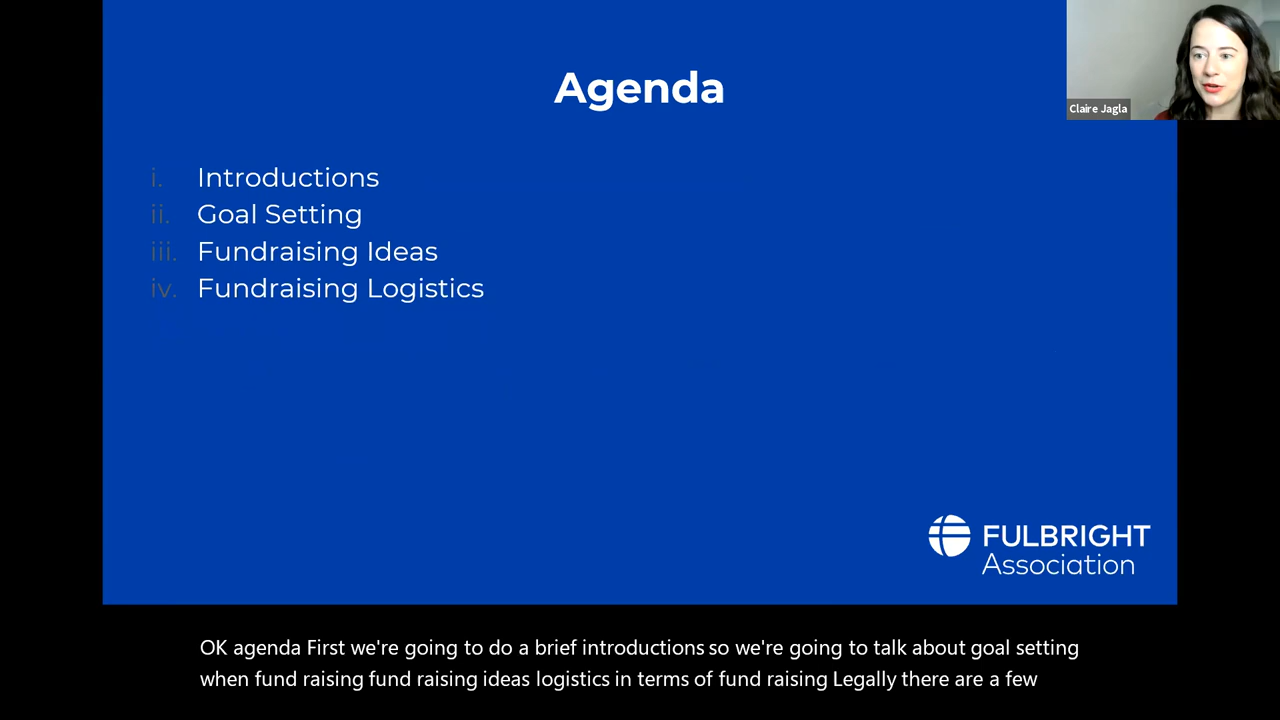 Agenda
Claire Jagla
i. Introductions
ii. Goal Setting
iii. Fundraising Ideas
iv. Fundraising Logistics
FULBRIGHT
Association
OK agenda First we're going to do a brief introductions so we're going to talk about goal setting
when fund raising fund raising ideas logistics in terms of fund raising Legally there are a few